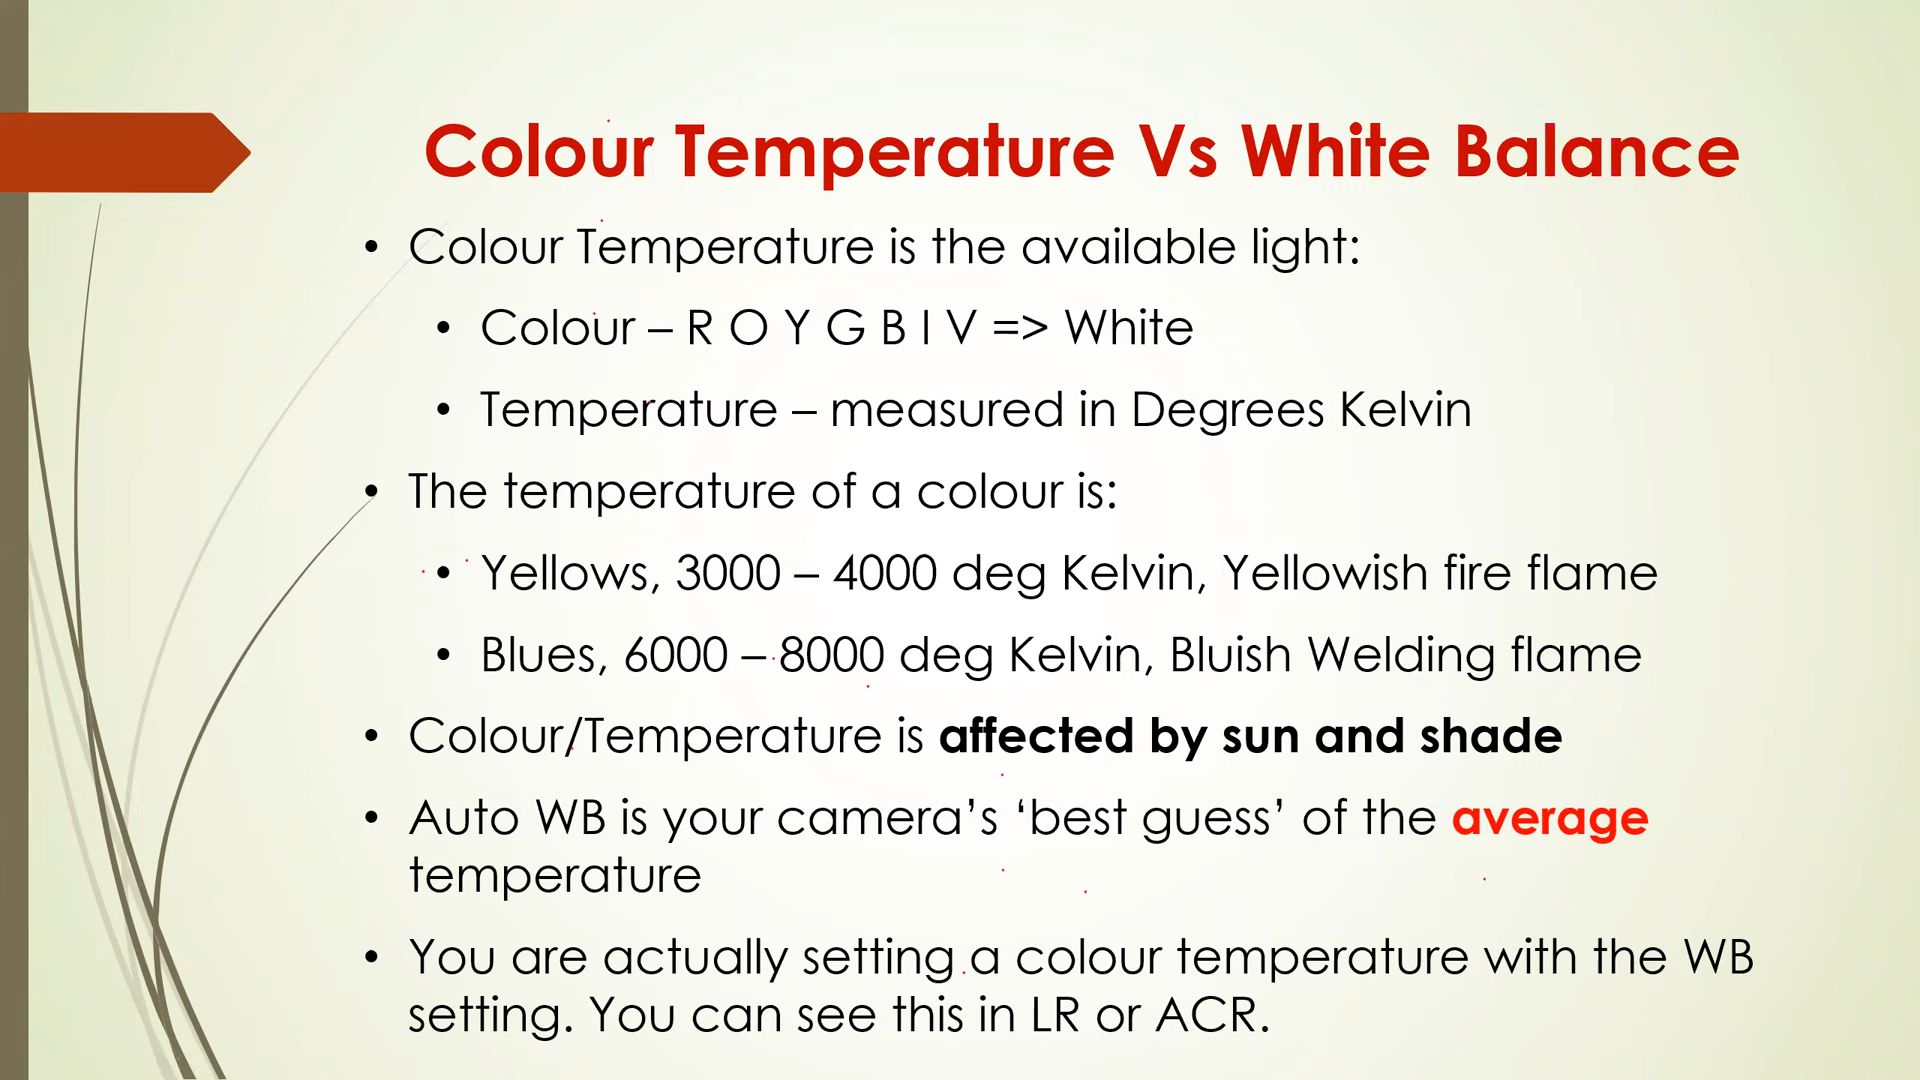 Colour Temperature Vs White Balance
• Colour Temperature is the available light:
• Colour – R O Y G B I V => White
• Temperature – measured in Degrees Kelvin
• The temperature of a colour is:
• Yellows, 3000 – 4000 deg Kelvin, Yellowish fire flame
• Blues, 6000 – 8000 deg Kelvin, Bluish Welding flame
• Colour/Temperature is affected by sun and shade
• Auto WB is your camera’s ‘best guess’ of the average
temperature
• You are actually setting a colour temperature with the WB
setting. You can see this in LR or ACR.